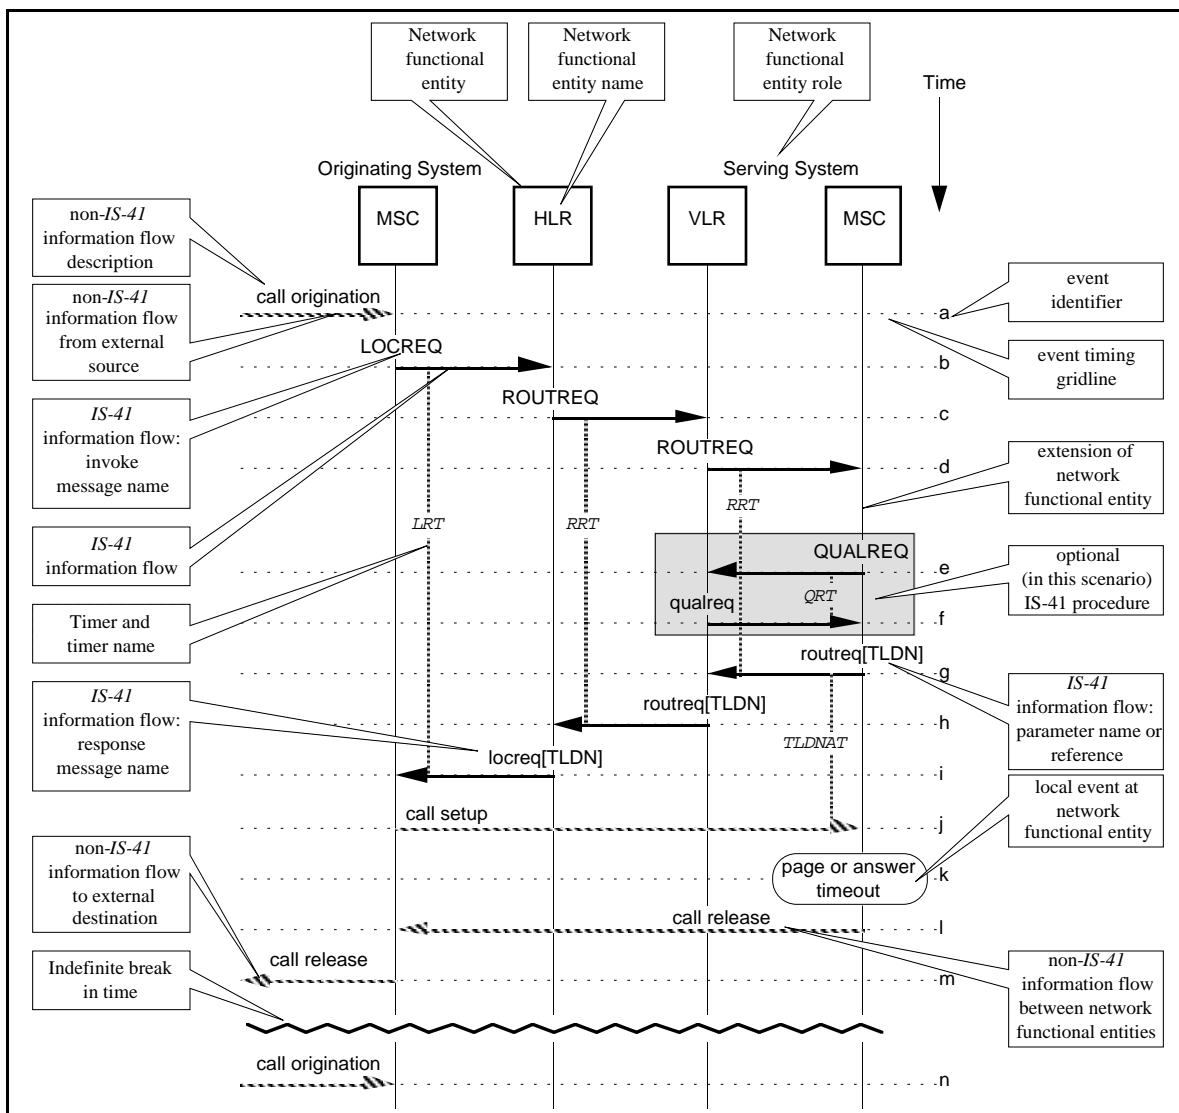 Network
functional
entity
Network
functional
entity name
Network
functional
entity role
Time
Originating System
Serving System
MSC
HLR
VLR
MSC
non-IS-41
information flow
description
call origination
a
event
identifier
non-IS-41
information flow
from external
source
LOCREQ
b
event timing
gridline
ROUTREQ
c
IS-41
information flow:
invoke
message name
ROUTREQ
d
extension of
network
functional entity
LRT
RRT
RRT
IS-41
information flow
QUALREQ
e
optional
(in this scenario)
IS-41 procedure
QRT
qualreq
f
Timer and
timer name
routreq[TLDN]
g
IS-41
information flow:
parameter name or
reference
routreq[TLDN]
h
IS-41
information flow:
response
message name
TLDNAT
locreq[TLDN]
i
local event at
network
functional entity
call setup
j
non-IS-41
information flow
to external
destination
page or answer
timeout
k
call release
l
non-IS-41
information flow
between network
functional entities
call release
m
Indefinite break
in time
call origination
n